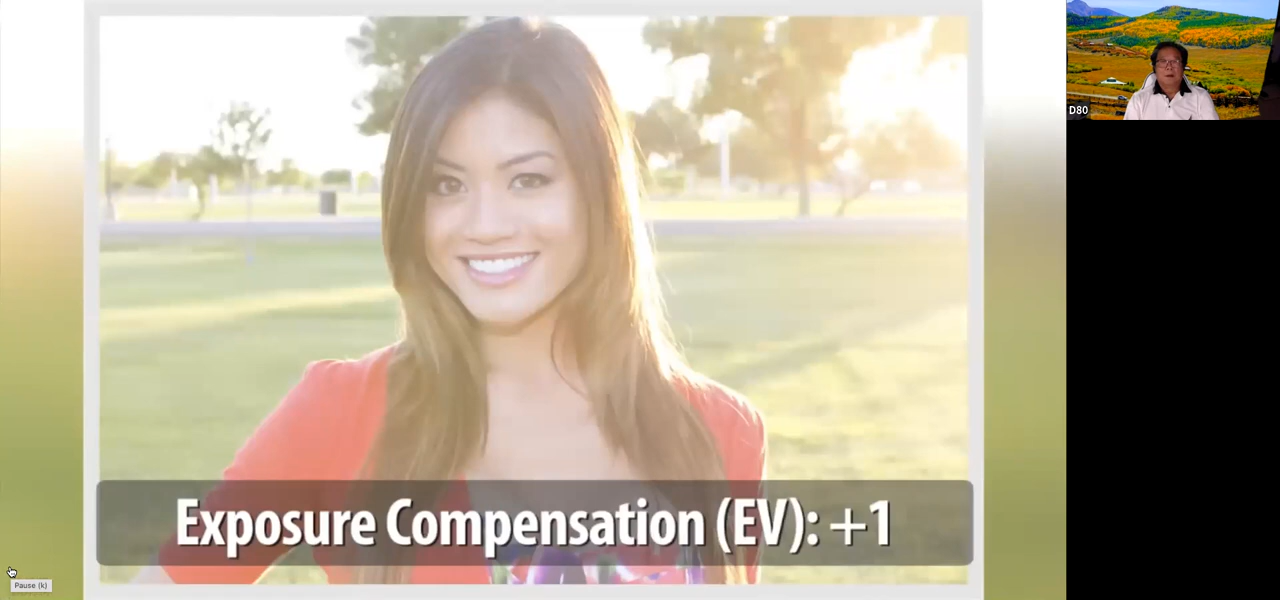 D80
Exposure Compensation (EV): +1
Pause (k)